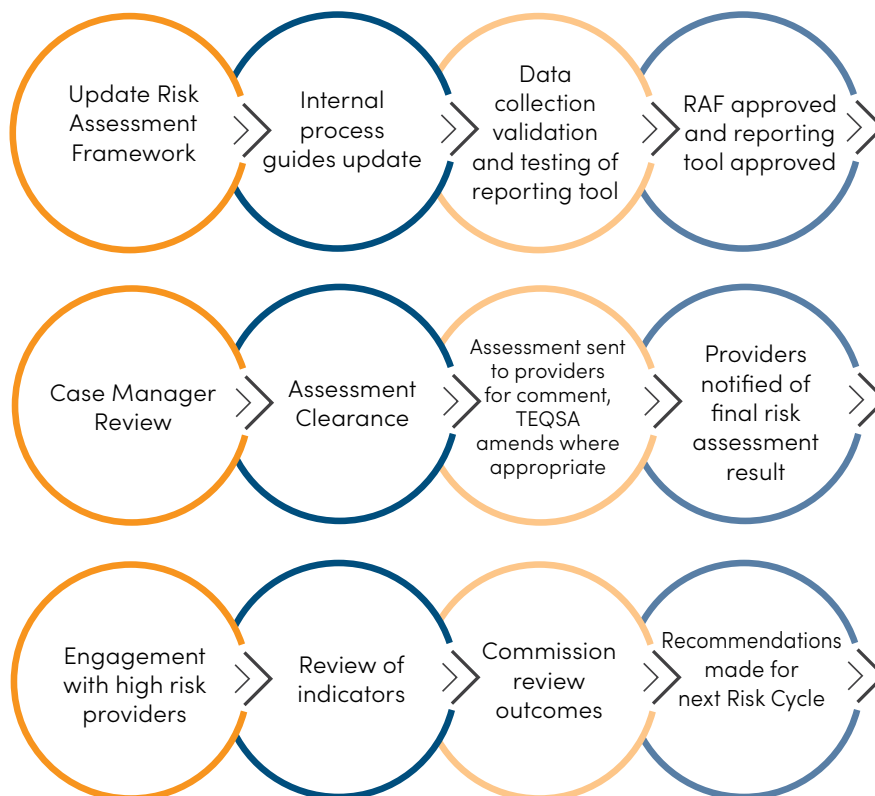 Update Risk
Assessment
Framework
Internal
process
guides update
Data
collection
validation
and testing of
reporting tool
RAF approved
and reporting
tool approved
Case Manager
Review
Assessment
Clearance
Assessment sent
to providers
for comment,
TEQSA
amends where
appropriate
Providers
notified of
final risk
assessment
result
Engagement
with high risk
providers
Review of
indicators
Commission
review
outcomes
Recommendations
made for
next Risk Cycle